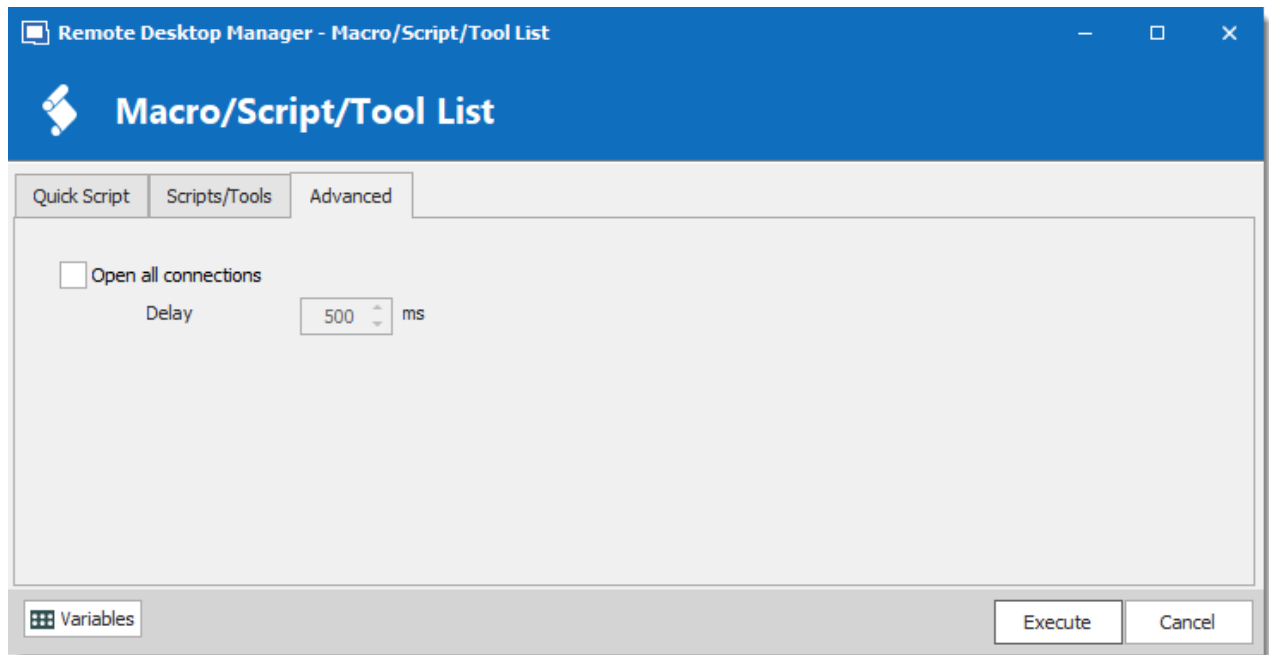 Remote Desktop Manager - Macro/Script/Tool List
Macro/Script/Tool List
Quick Script Scripts/Tools Advanced
Open all connections
Delay 500 ms
Variables Execute Cancel